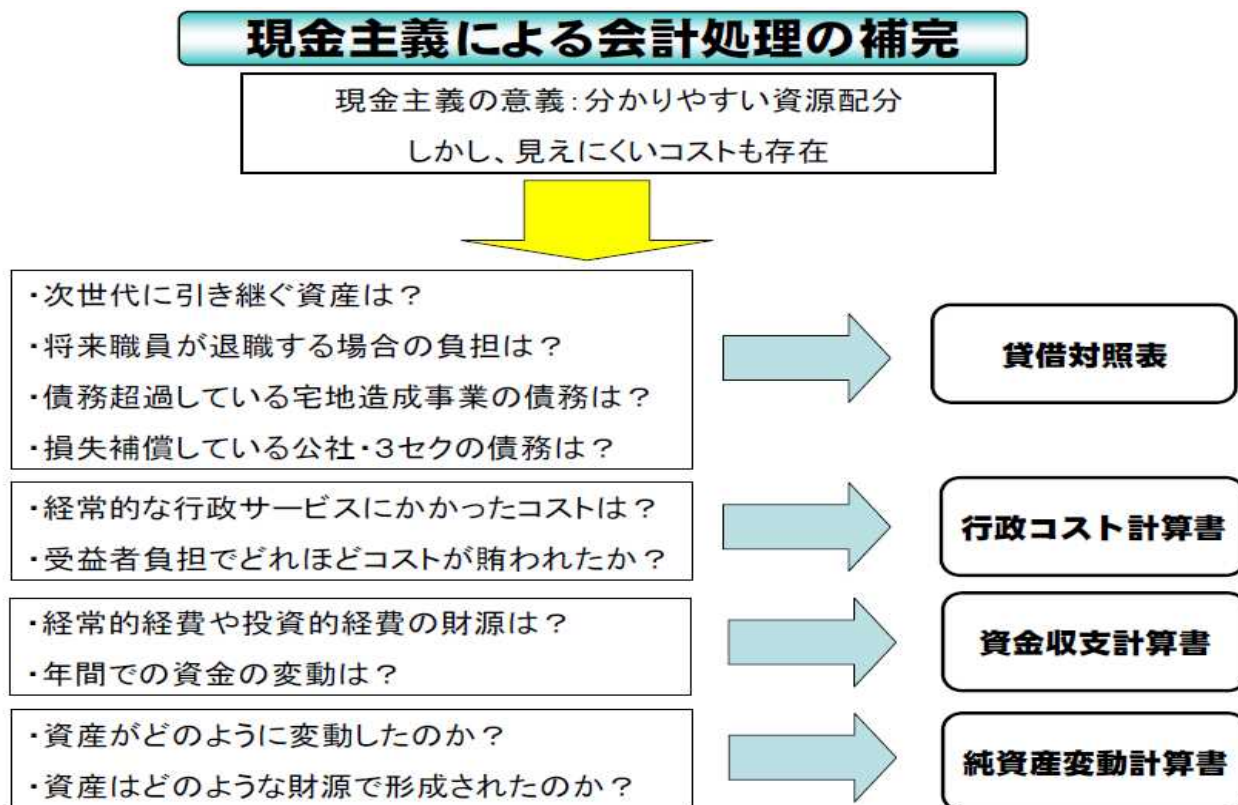 現金主義による会計処理の補完
現金主義の意義:分かりやすい資源配分
しかし、見えにくいコストも存在
・次世代に引き継ぐ資産は?
・将来職員が退職する場合の負担は?
・債務超過している宅地造成事業の債務は?
・損失補償している公社・3セクの債務は?
貸借対照表
・経常的な行政サービスにかかったコストは?
・受益者負担でどれほどコストが賄われたか?
行政コスト計算書
・経常的経費や投資的経費の財源は?
・年間での資金の変動は?
資金収支計算書
・資産がどのように変動したのか?
・資産はどのような財源で形成されたのか?
純資産変動計算書